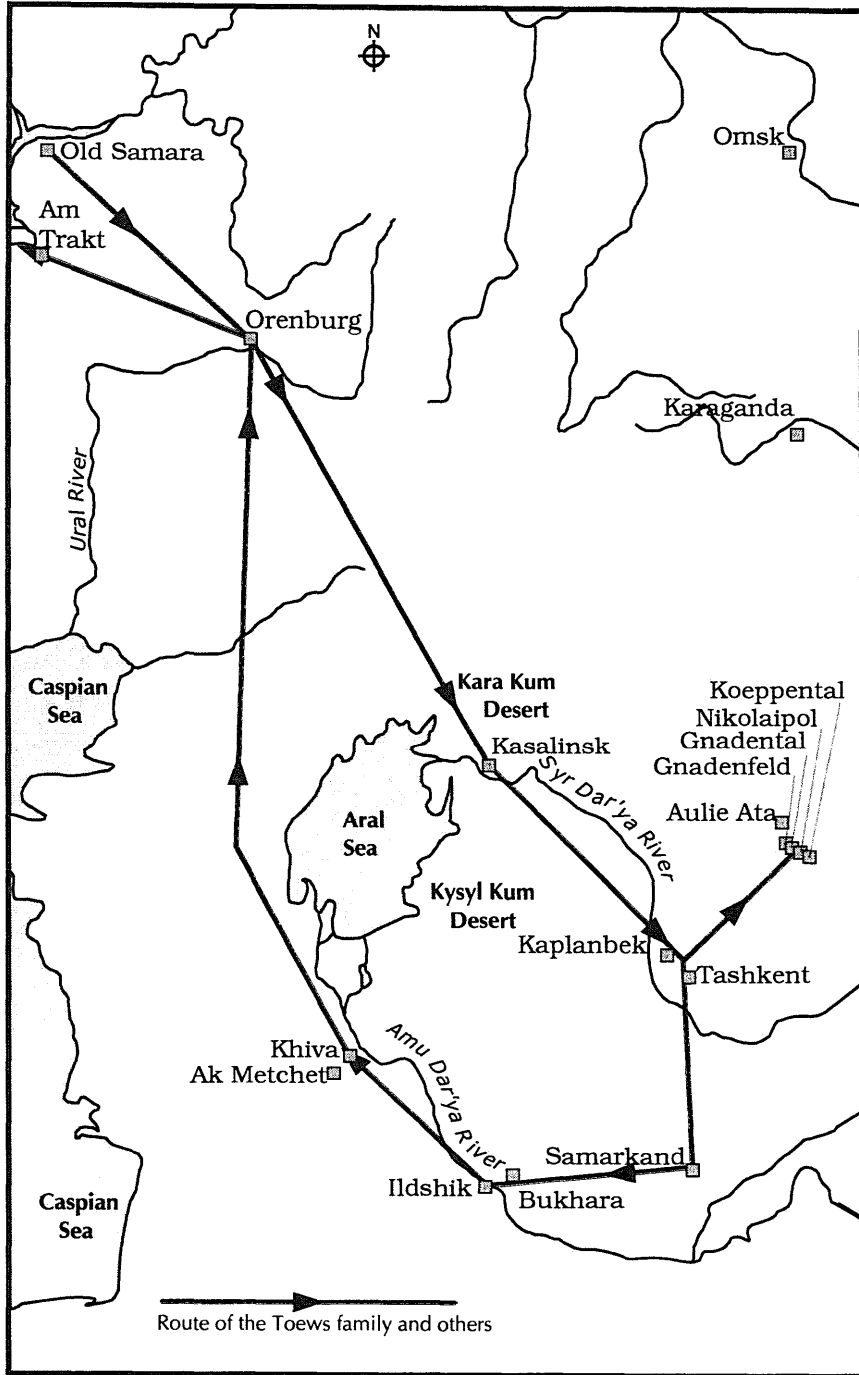 N
Old Samara
Omsk
Am
Trakt
Orenburg
Karaganda
Ural River
Caspian
Sea
Kara Kum
Desert
Koeppental
Nikolaipol
Gnadental
Gnadenfeld
Kasalinsk
Syr Dar'ya River
Aulie Ata
Aral
Sea
Kysyl Kum
Desert
Kaplanbek
Tashkent
Khiva
Ak Metchet
Amu Dar'ya River
Samarkand
Ildshik
Bukhara
Caspian
Sea
Route of the Toews family and others